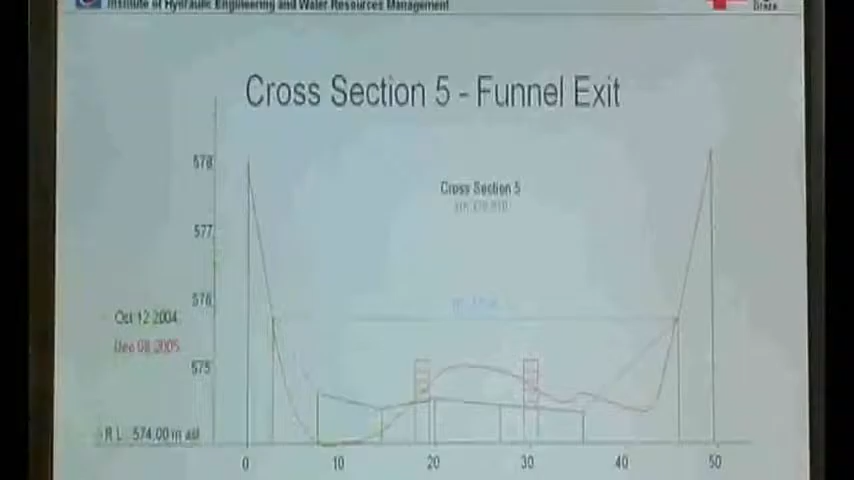 Institute of Hydraulic Engineering and Water Resources Management
Cross Section 5 - Funnel Exit
578
Cross Section 5
577
576
Oct 12 2004
Dec 08 2005
575
R L 574.00 m asl
0 10 20 30 40 50